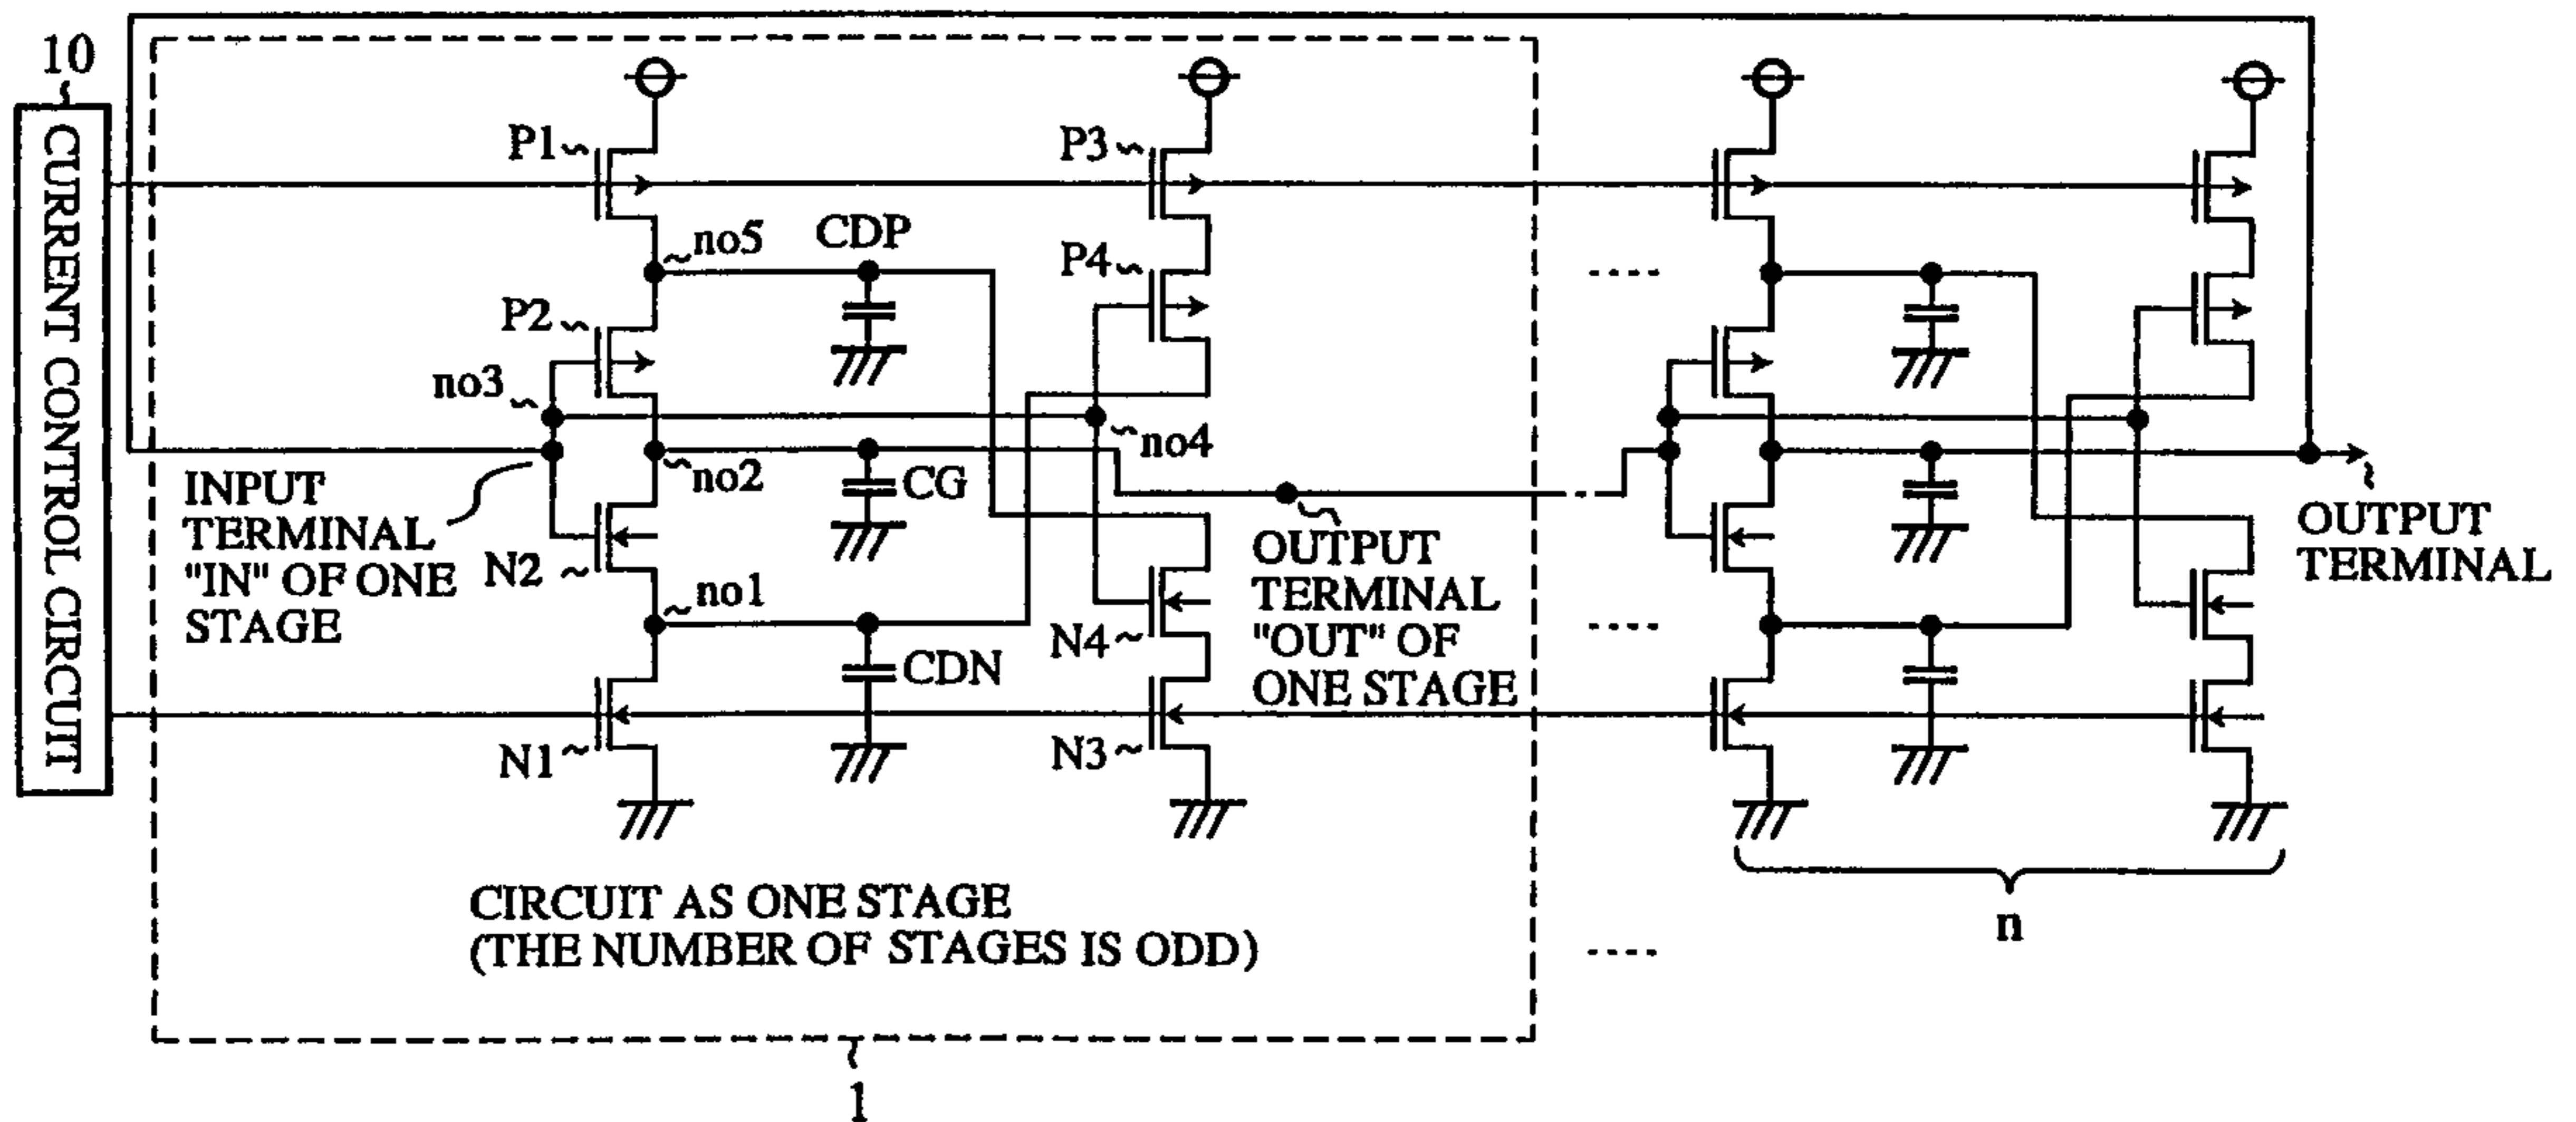 10
CURRENT CONTROL CIRCUIT
P1
P3
no5
CDP
P4
P2
no3
no4
no2
CG
INPUT
TERMINAL
"IN" OF ONE
STAGE
N2
no1
CDN
N4
N1
N3
OUTPUT
TERMINAL
"OUT" OF
ONE STAGE
OUTPUT
TERMINAL
CIRCUIT AS ONE STAGE
(THE NUMBER OF STAGES IS ODD)
n
1